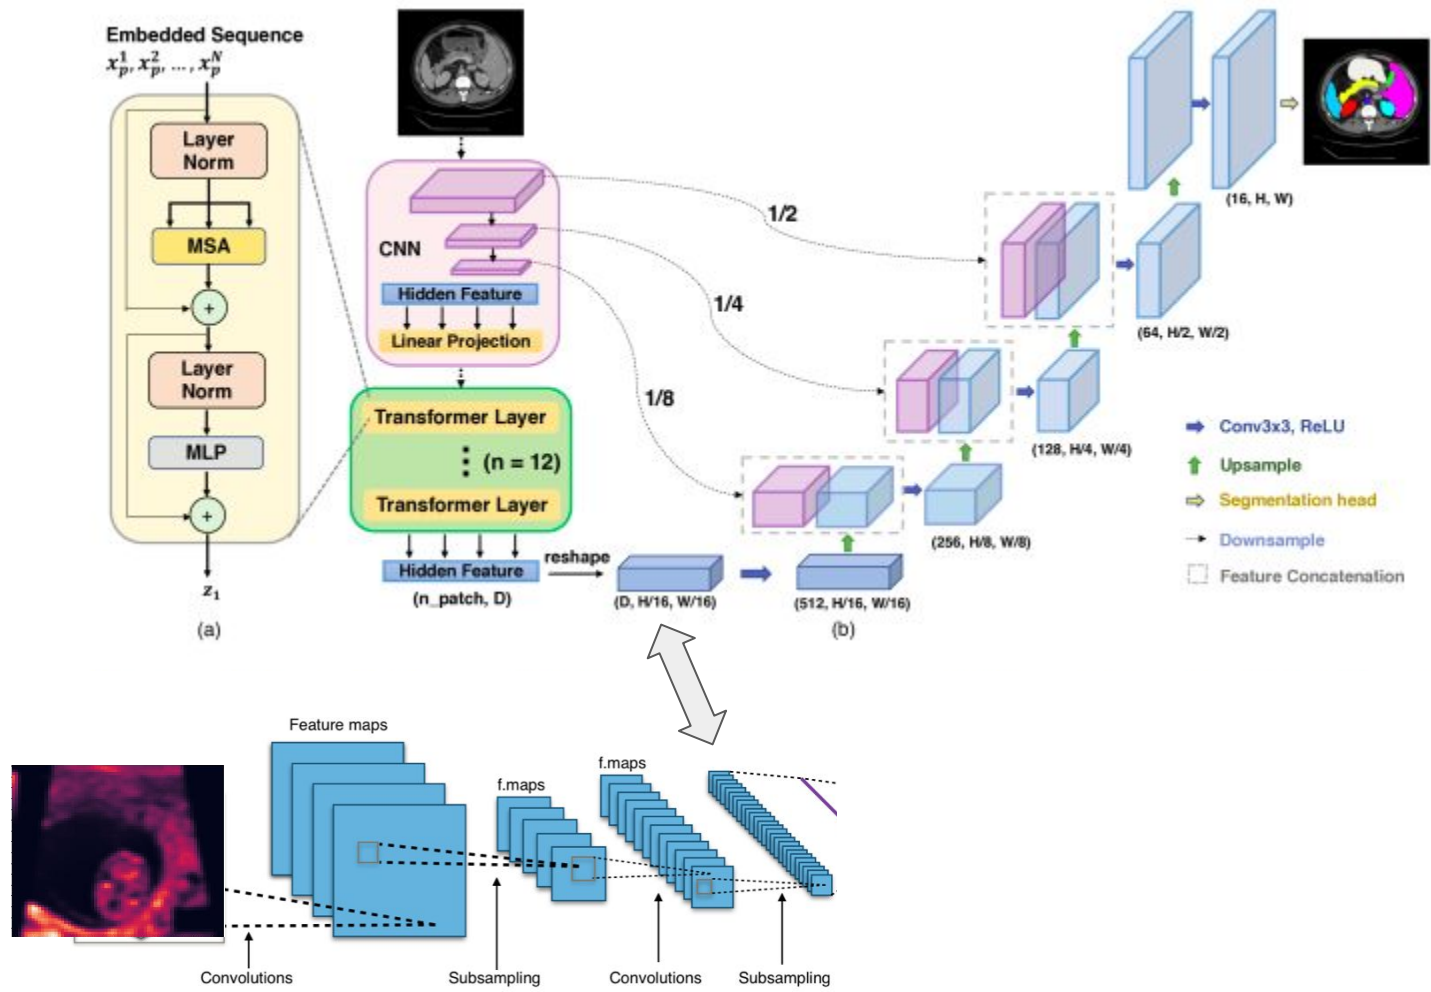 Embedded Sequence
x_p^1, x_p^2, ..., x_p^N
Layer
Norm
MSA
+
Layer
Norm
MLP
+
z_1
(a)
CNN
Hidden Feature
Linear Projection
Transformer Layer
(n = 12)
Transformer Layer
Hidden Feature
(n_patch, D)
reshape
(D, H/16, W/16)
(512, H/16, W/16)
(b)
1/2
1/4
1/8
(256, H/8, W/8)
(128, H/4, W/4)
(64, H/2, W/2)
(16, H, W)
Conv3x3, ReLU
Upsample
Segmentation head
Downsample
Feature Concatenation
Feature maps
f.maps
f.maps
Convolutions
Subsampling
Convolutions
Subsampling